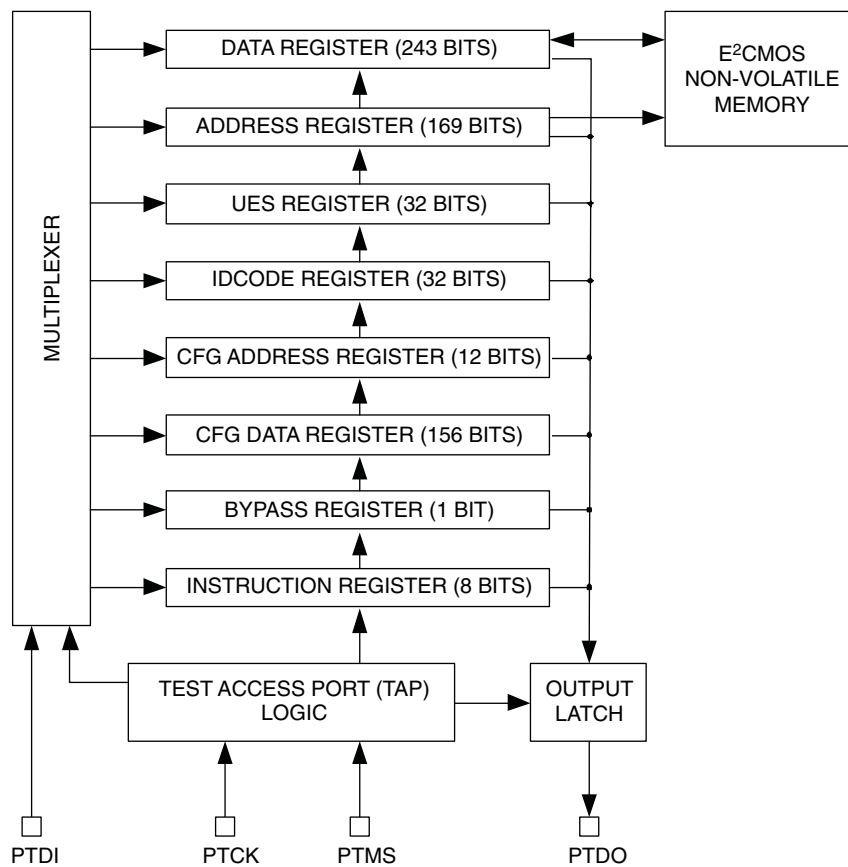 DATA REGISTER (243 BITS)
E²CMOS
NON-VOLATILE
MEMORY
ADDRESS REGISTER (169 BITS)
UES REGISTER (32 BITS)
MULTIPLEXER
IDCODE REGISTER (32 BITS)
CFG ADDRESS REGISTER (12 BITS)
CFG DATA REGISTER (156 BITS)
BYPASS REGISTER (1 BIT)
INSTRUCTION REGISTER (8 BITS)
TEST ACCESS PORT (TAP)
LOGIC
OUTPUT
LATCH
PTDI
PTCK
PTMS
PTDO